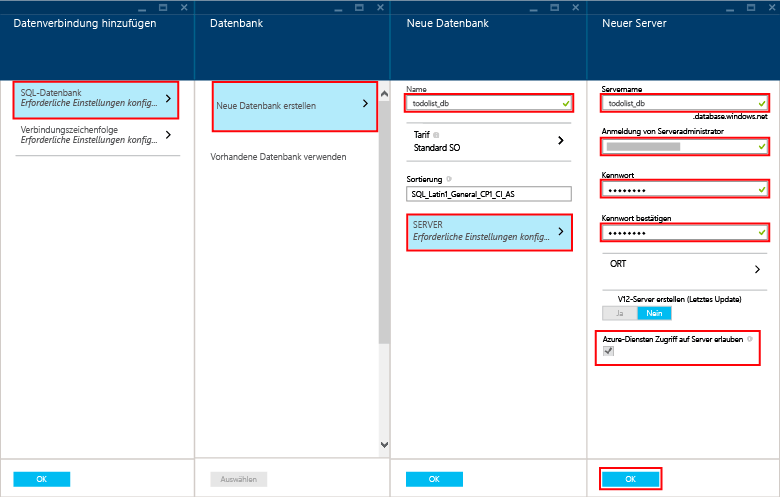 Datenverbindung hinzufügen
SQL-Datenbank
Erforderliche Einstellungen konfig...
Verbindungszeichenfolge
Erforderliche Einstellungen konfig...
OK
Datenbank
Neue Datenbank erstellen
Vorhandene Datenbank verwenden
Auswählen
Neue Datenbank
Name
todolist_db
Tarif
Standard SO
Sortierung
SQL_Latin1_General_CP1_CI_AS
SERVER
Erforderliche Einstellungen konfig...
OK
Neuer Server
Servername
todolist_db
.database.windows.net
Anmeldung von Serveradministrator
Kennwort
Kennwort bestätigen
ORT
V12-Server erstellen (Letztes Update)
Ja Nein
Azure-Diensten Zugriff auf Server erlauben
OK